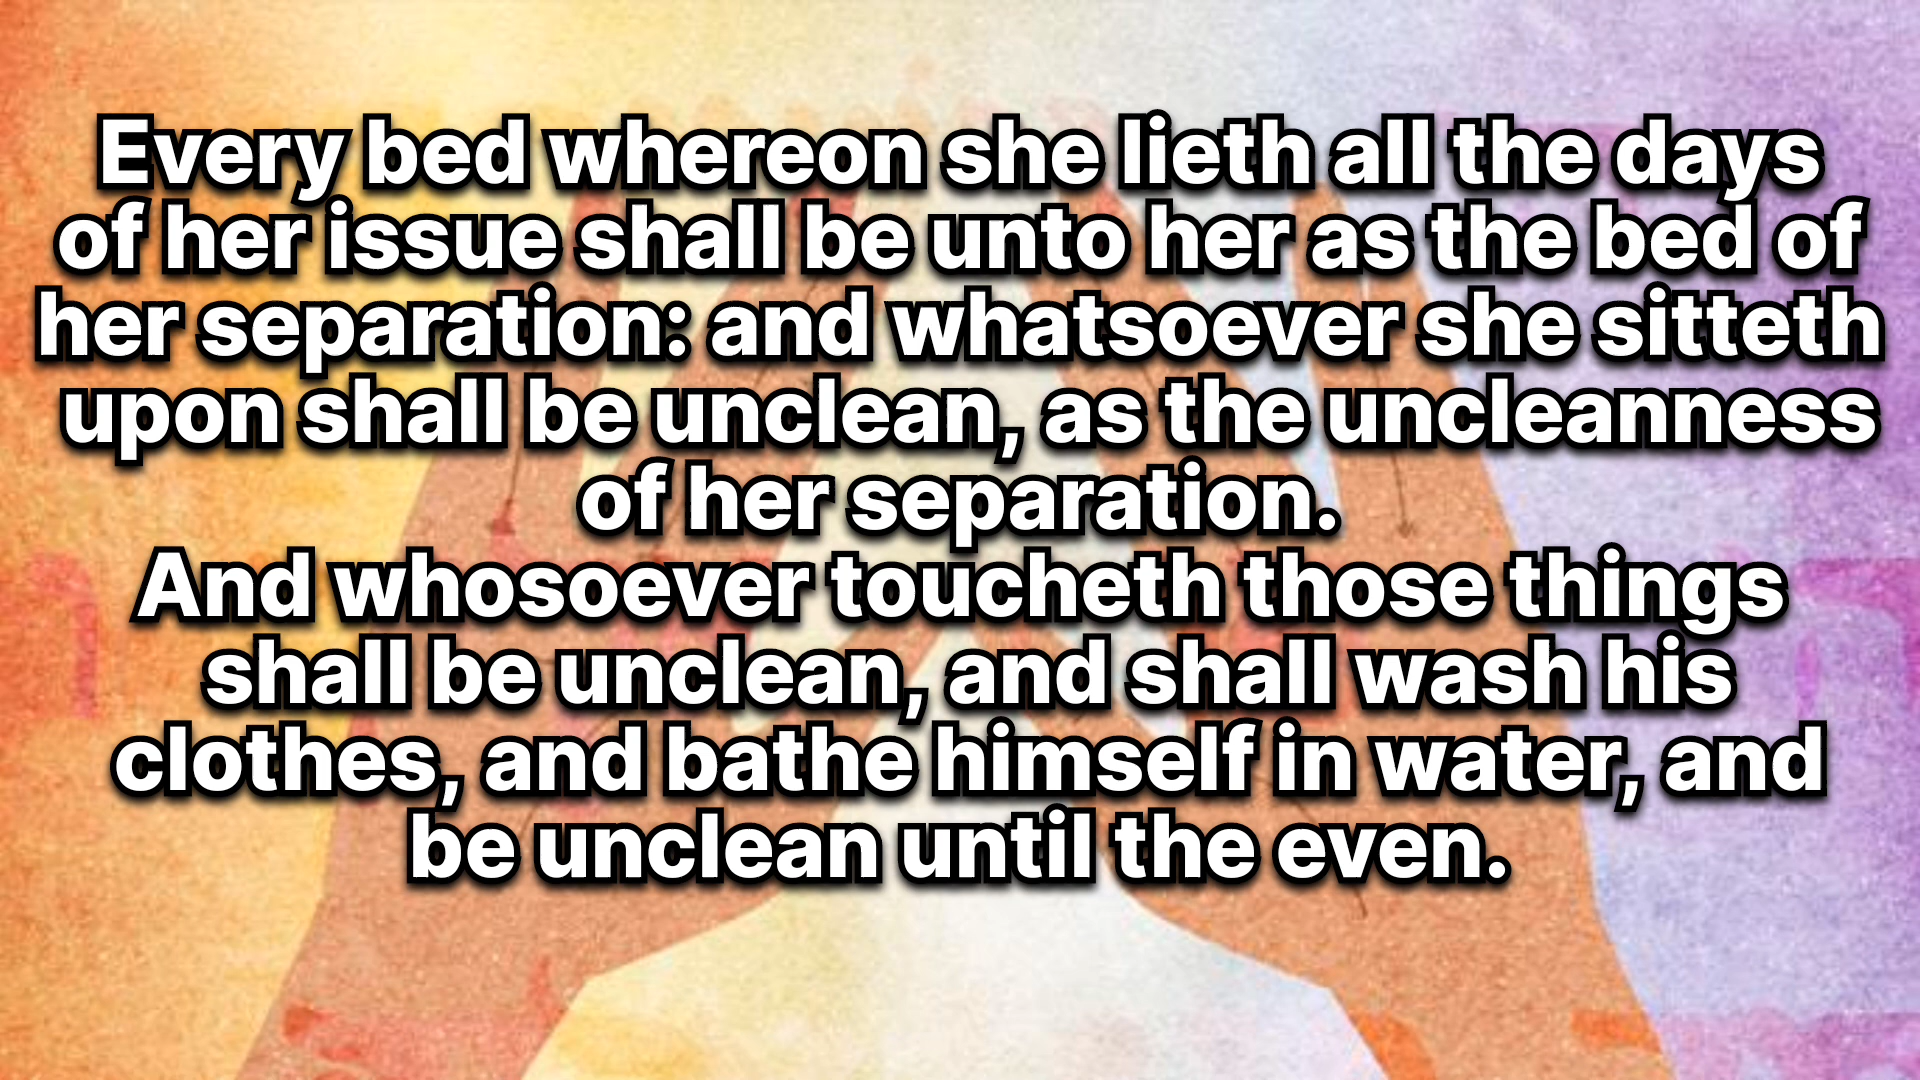 Every bed whereon she lieth all the days
of her issue shall be unto her as the bed of
her separation: and whatsoever she sitteth
upon shall be unclean, as the uncleanness
of her separation.
And whosoever toucheth those things
shall be unclean, and shall wash his
clothes, and bathe himself in water, and
be unclean until the even.